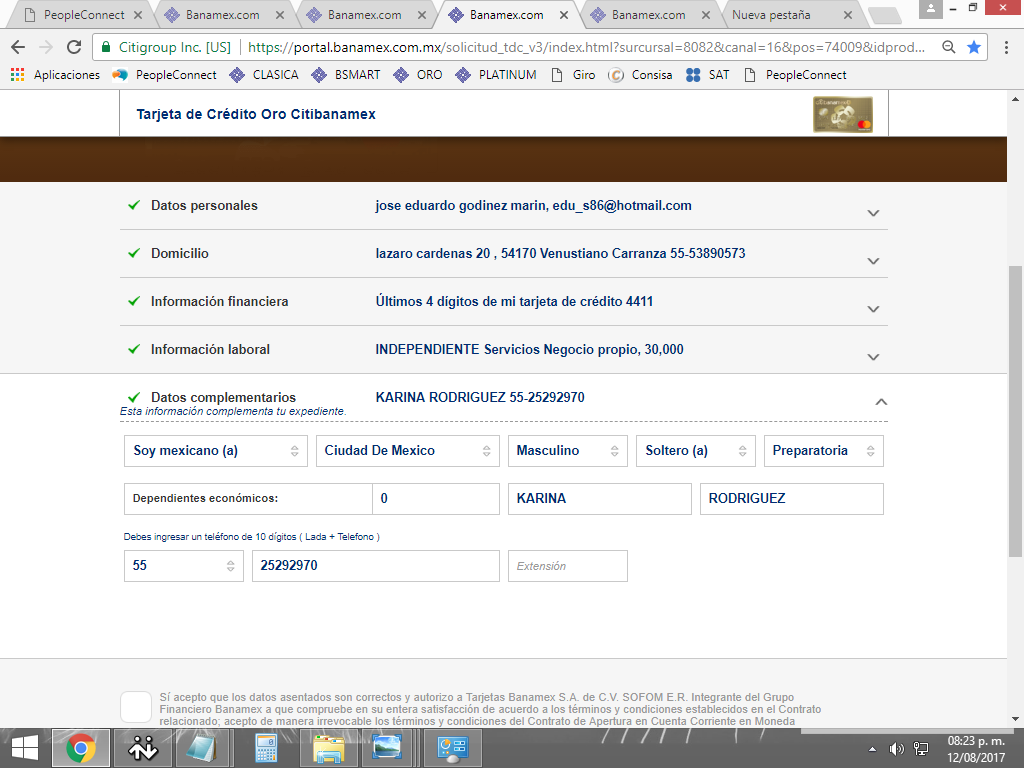 PeopleConnect
Banamex.com
Banamex.com
Banamex.com
Banamex.com
Nueva pestaña
Citigroup Inc. [US]
https://portal.banamex.com.mx/solicitud_tdc_v3/index.html?surcursal=8082&canal=16&pos=74009&idprod...
Aplicaciones
PeopleConnect
CLASICA
BSMART
ORO
PLATINUM
Giro
Consisa
SAT
PeopleConnect
Tarjeta de Crédito Oro Citibanamex
Datos personales
jose eduardo godinez marin, edu_s86@hotmail.com
Domicilio
lazaro cardenas 20 , 54170 Venustiano Carranza 55-53890573
Información financiera
Últimos 4 dígitos de mi tarjeta de crédito 4411
Información laboral
INDEPENDIENTE Servicios Negocio propio, 30,000
Datos complementarios
KARINA RODRIGUEZ 55-25292970
Esta información complementa tu expediente.
Soy mexicano (a)
Ciudad De Mexico
Masculino
Soltero (a)
Preparatoria
Dependientes económicos:
0
KARINA
RODRIGUEZ
Debes ingresar un teléfono de 10 dígitos ( Lada + Telefono )
55
25292970
Extensión
Sí acepto que los datos asentados son correctos y autorizo a Tarjetas Banamex S.A. de C.V. SOFOM E.R. Integrante del Grupo
Financiero Banamex a que compruebe en su entera satisfacción de acuerdo a los términos y condiciones establecidos en el Contrato
relacionado; acepto de manera irrevocable los términos y condiciones del Contrato de Apertura en Cuenta Corriente en Moneda
08:23 p. m.
12/08/2017